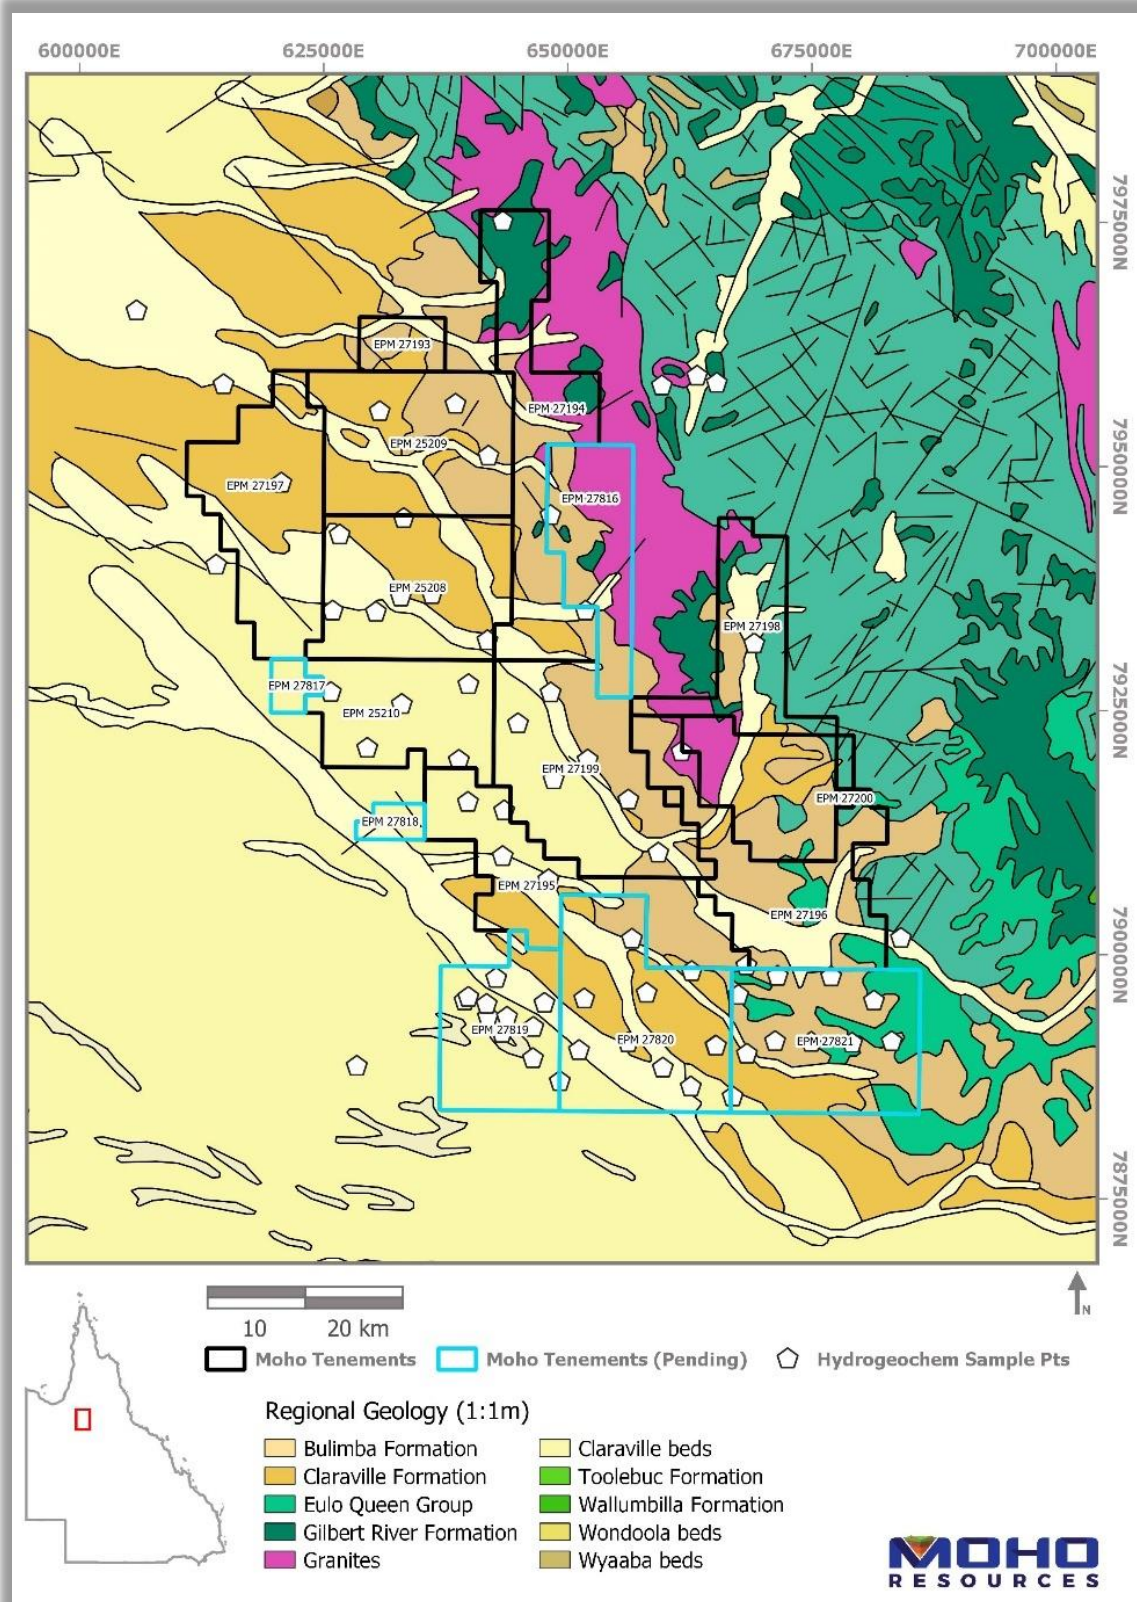 600000E 625000E 650000E 675000E 700000E
7975000N
EPM 27193
EPM 27194
EPM 25209
7950000N
EPM 27197
EPM 27816
EPM 25208
EPM 27198
EPM 27817
EPM 25210
7925000N
EPM 27199
EPM 27200
EPM 27818
EPM 27195
EPM 27196
7900000N
EPM 27819
EPM 27820
EPM 27821
7875000N
N
10 20 km
Moho Tenements Moho Tenements (Pending) Hydrogeochem Sample Pts
Regional Geology (1:1m)
Bulimba Formation
Claraville Formation
Eulo Queen Group
Gilbert River Formation
Granites
Claraville beds
Toolebuc Formation
Wallumbilla Formation
Wondoola beds
Wyaaba beds
MOHO
RESOURCES